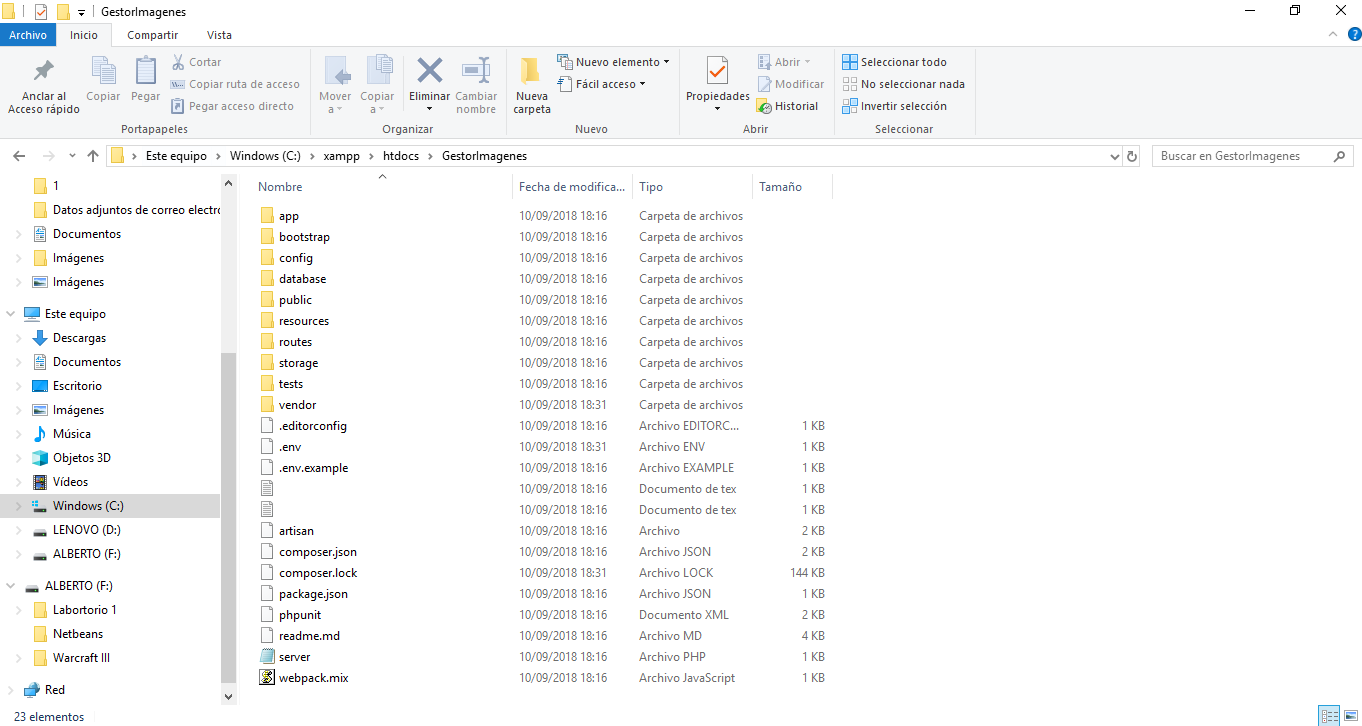 GestorImagenes
Archivo Inicio Compartir Vista
Anclar al Acceso rápido
Copiar
Pegar
Cortar
Copiar ruta de acceso
Pegar acceso directo
Portapapeles
Mover a
Copiar a
Eliminar
Cambiar nombre
Organizar
Nueva carpeta
Nuevo elemento
Fácil acceso
Nuevo
Propiedades
Abrir
Modificar
Historial
Abrir
Seleccionar todo
No seleccionar nada
Invertir selección
Seleccionar
Este equipo > Windows (C:) > xampp > htdocs > GestorImagenes
Buscar en GestorImagenes
1
Datos adjuntos de correo electró
Documentos
Imágenes
Imágenes
Este equipo
Descargas
Documentos
Escritorio
Imágenes
Música
Objetos 3D
Vídeos
Windows (C:)
LENOVO (D:)
ALBERTO (F:)
ALBERTO (F:)
Labortorio 1
Netbeans
Warcraft III
Red
Nombre Fecha de modifica... Tipo Tamaño
app 10/09/2018 18:16 Carpeta de archivos
bootstrap 10/09/2018 18:16 Carpeta de archivos
config 10/09/2018 18:16 Carpeta de archivos
database 10/09/2018 18:16 Carpeta de archivos
public 10/09/2018 18:16 Carpeta de archivos
resources 10/09/2018 18:16 Carpeta de archivos
routes 10/09/2018 18:16 Carpeta de archivos
storage 10/09/2018 18:16 Carpeta de archivos
tests 10/09/2018 18:16 Carpeta de archivos
vendor 10/09/2018 18:31 Carpeta de archivos
.editorconfig 10/09/2018 18:16 Archivo EDITORC... 1 KB
.env 10/09/2018 18:31 Archivo ENV 1 KB
.env.example 10/09/2018 18:16 Archivo EXAMPLE 1 KB
10/09/2018 18:16 Documento de tex 1 KB
10/09/2018 18:16 Documento de tex 1 KB
artisan 10/09/2018 18:16 Archivo 2 KB
composer.json 10/09/2018 18:16 Archivo JSON 2 KB
composer.lock 10/09/2018 18:31 Archivo LOCK 144 KB
package.json 10/09/2018 18:16 Archivo JSON 1 KB
phpunit 10/09/2018 18:16 Documento XML 2 KB
readme.md 10/09/2018 18:16 Archivo MD 4 KB
server 10/09/2018 18:16 Archivo PHP 1 KB
webpack.mix 10/09/2018 18:16 Archivo JavaScript 1 KB
23 elementos